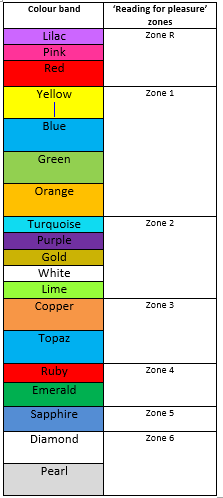 Colour band ‘Reading for pleasure’ zones
Lilac Zone R
Pink
Red
Yellow Zone 1
Blue
Green
Orange
Turquoise Zone 2
Purple
Gold
White
Lime
Copper Zone 3
Topaz
Ruby Zone 4
Emerald
Sapphire Zone 5
Diamond Zone 6
Pearl